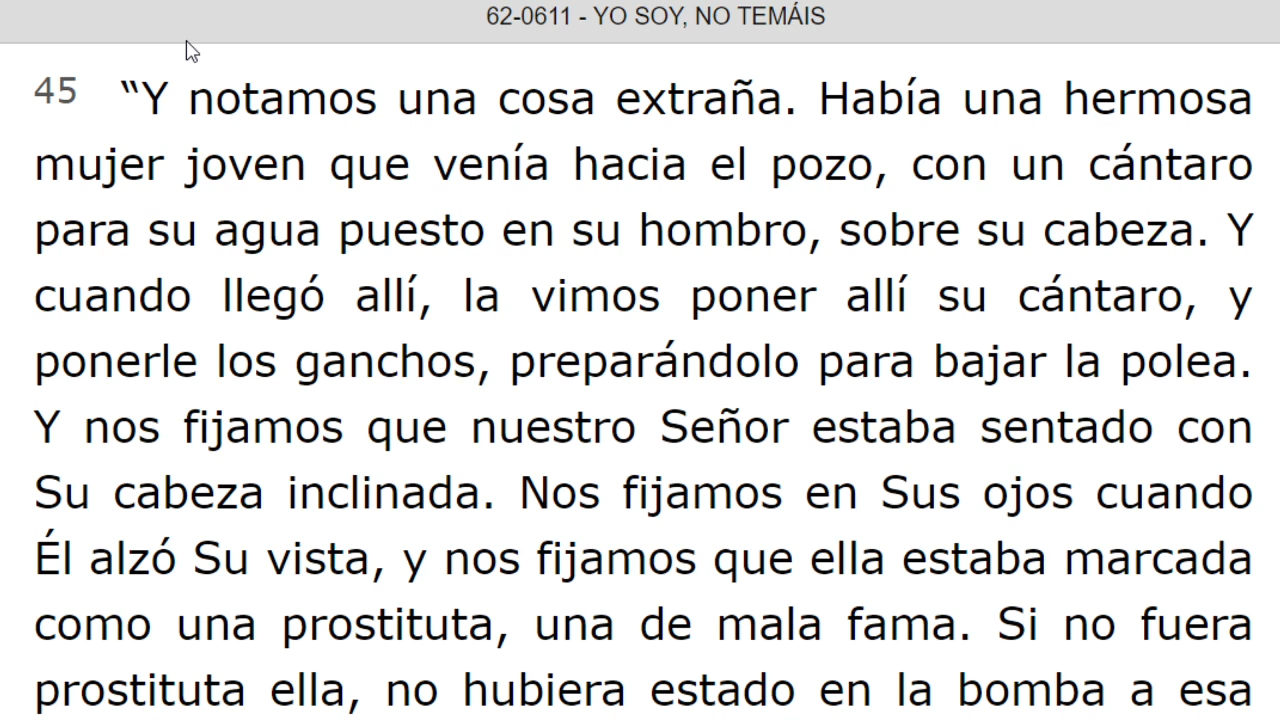 62-0611 - YO SOY, NO TEMÁIS
45 “Y notamos una cosa extraña. Había una hermosa
mujer joven que venía hacia el pozo, con un cántaro
para su agua puesto en su hombro, sobre su cabeza. Y
cuando llegó allí, la vimos poner allí su cántaro, y
ponerle los ganchos, preparándolo para bajar la polea.
Y nos fijamos que nuestro Señor estaba sentado con
Su cabeza inclinada. Nos fijamos en Sus ojos cuando
Él alzó Su vista, y nos fijamos que ella estaba marcada
como una prostituta, una de mala fama. Si no fuera
prostituta ella, no hubiera estado en la bomba a esa